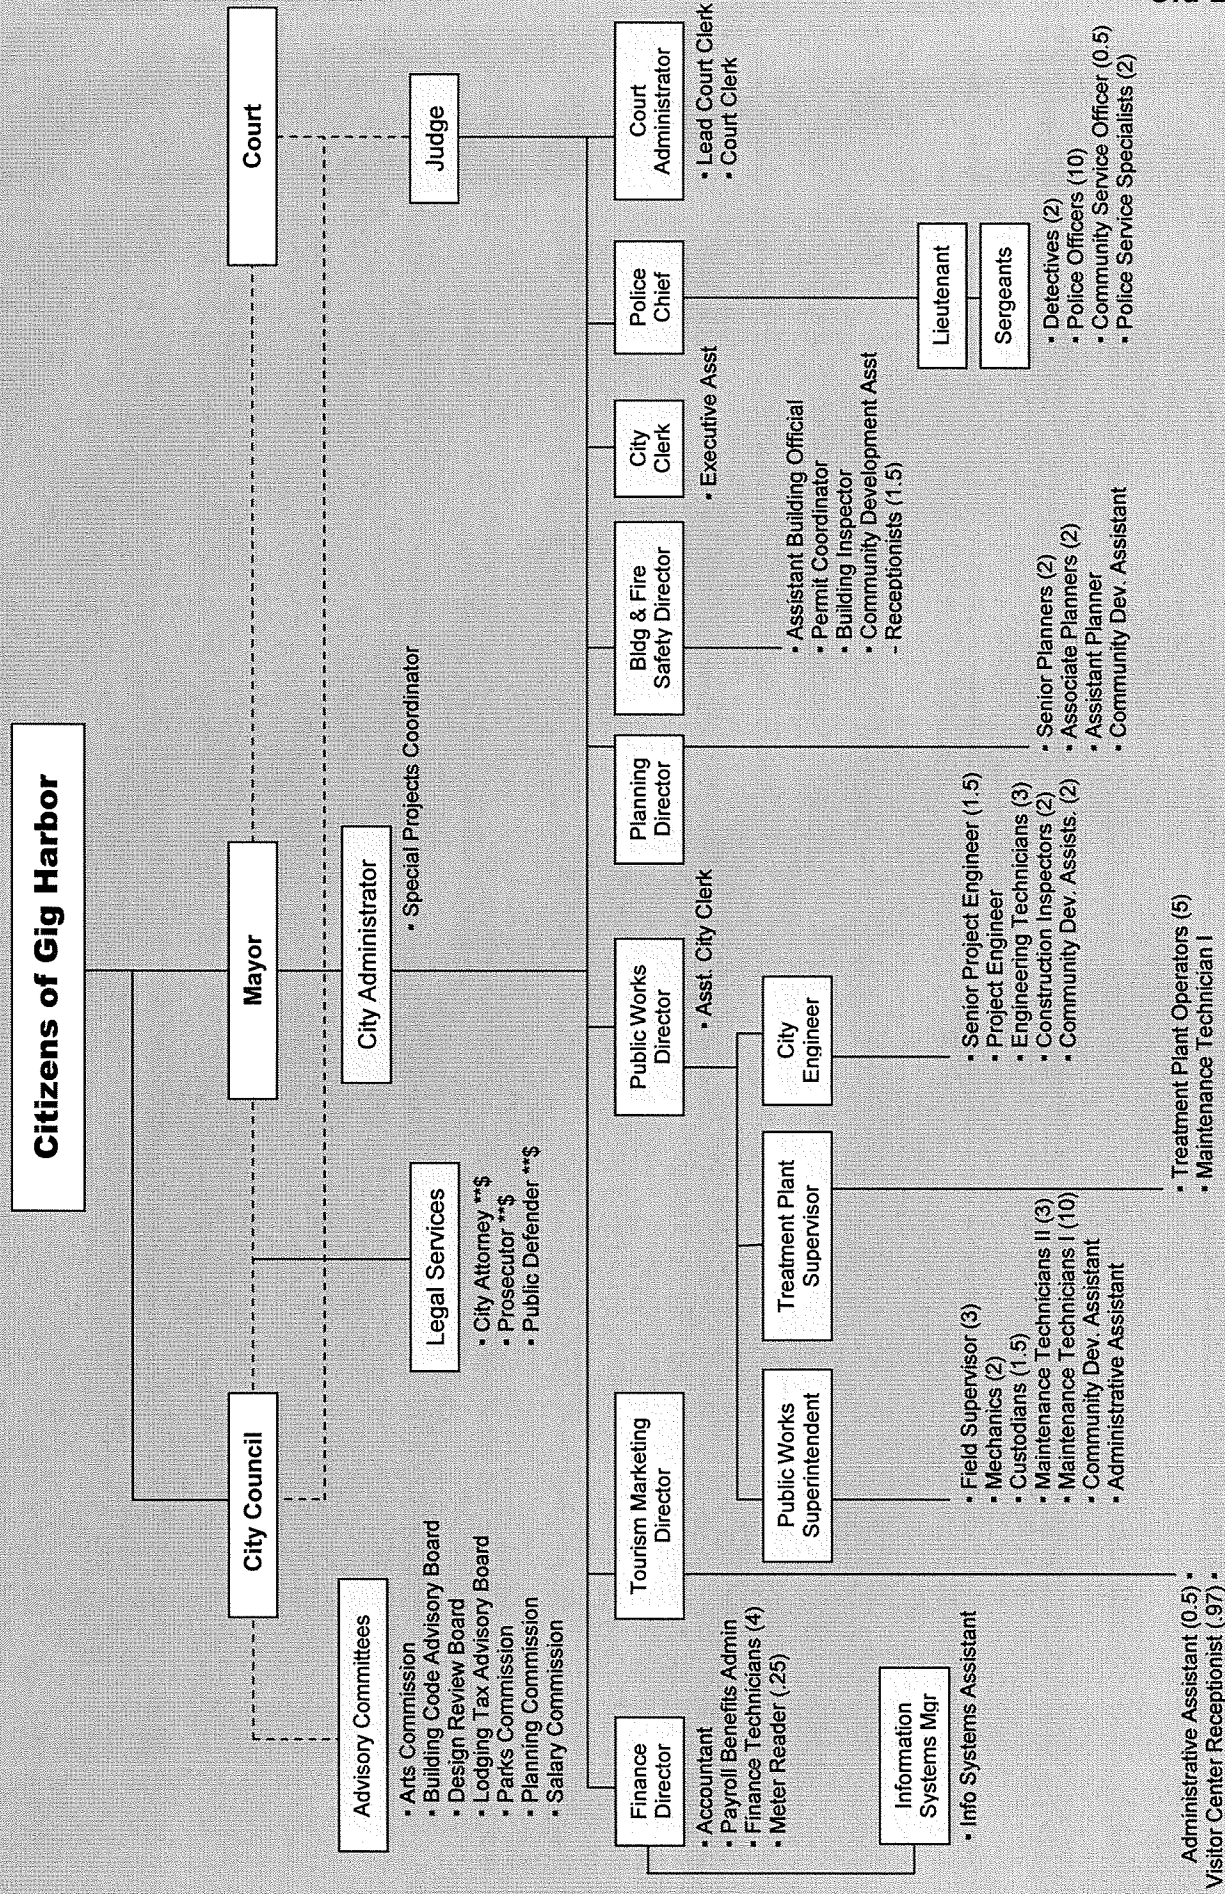 Citizens of Gig Harbor
City Council
Mayor
Court
Advisory Committees
▪ Arts Commission
▪ Building Code Advisory Board
▪ Design Review Board
▪ Lodging Tax Advisory Board
▪ Parks Commission
▪ Planning Commission
▪ Salary Commission
Legal Services
▪ City Attorney **$
▪ Prosecutor **$
▪ Public Defender **$
City Administrator
▪ Special Projects Coordinator
Judge
Finance
Director
▪ Accountant
▪ Payroll Benefits Admin
▪ Finance Technicians (4)
▪ Meter Reader (.25)
Information
Systems Mgr
▪ Info Systems Assistant
Tourism Marketing
Director
Administrative Assistant (0.5) ▪
Visitor Center Receptionist (.97) ▪
Public Works
Director
▪ Asst. City Clerk
Public Works
Superintendent
▪ Field Supervisor (3)
▪ Mechanics (2)
▪ Custodians (1.5)
▪ Maintenance Technicians II (3)
▪ Maintenance Technicians I (10)
▪ Community Dev. Assistant
▪ Administrative Assistant
Treatment Plant
Supervisor
▪ Treatment Plant Operators (5)
▪ Maintenance Technician I
City
Engineer
▪ Senior Project Engineer (1.5)
▪ Project Engineer
▪ Engineering Technicians (3)
▪ Construction Inspectors (2)
▪ Community Dev. Assists. (2)
Planning
Director
▪ Senior Planners (2)
▪ Associate Planners (2)
▪ Assistant Planner
▪ Community Dev. Assistant
Bldg & Fire
Safety Director
▪ Assistant Building Official
▪ Permit Coordinator
▪ Building Inspector
▪ Community Development Asst
– Receptionists (1.5)
City
Clerk
▪ Executive Asst
Police
Chief
Lieutenant
Sergeants
▪ Detectives (2)
▪ Police Officers (10)
▪ Community Service Officer (0.5)
▪ Police Service Specialists (2)
Court
Administrator
▪ Lead Court Clerk
▪ Court Clerk